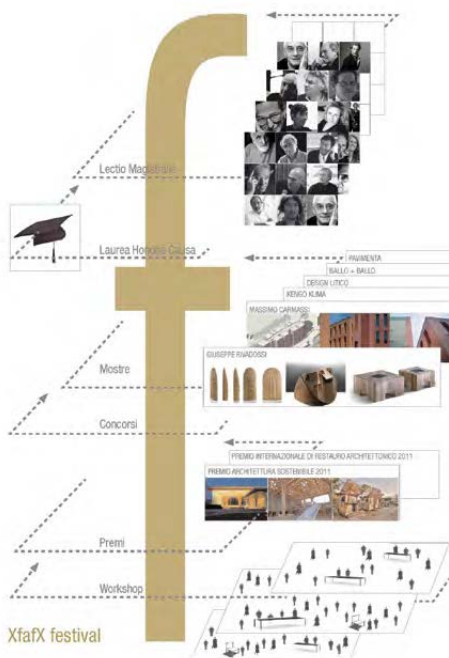 f
Lectio Magistralis
Laurea Honoris Causa
PAVIMENTA
BALLO + BALLO
DESIGN LITICO
KENGO KUMA
MASSIMO CARMASSI
GIUSEPPE RIVADOSSI
Mostre
Concorsi
PREMIO INTERNAZIONALE DI RESTAURO ARCHITETTONICO 2011
PREMIO ARCHITETTURA SOSTENIBILE 2011
Premi
Workshop
XfafX festival